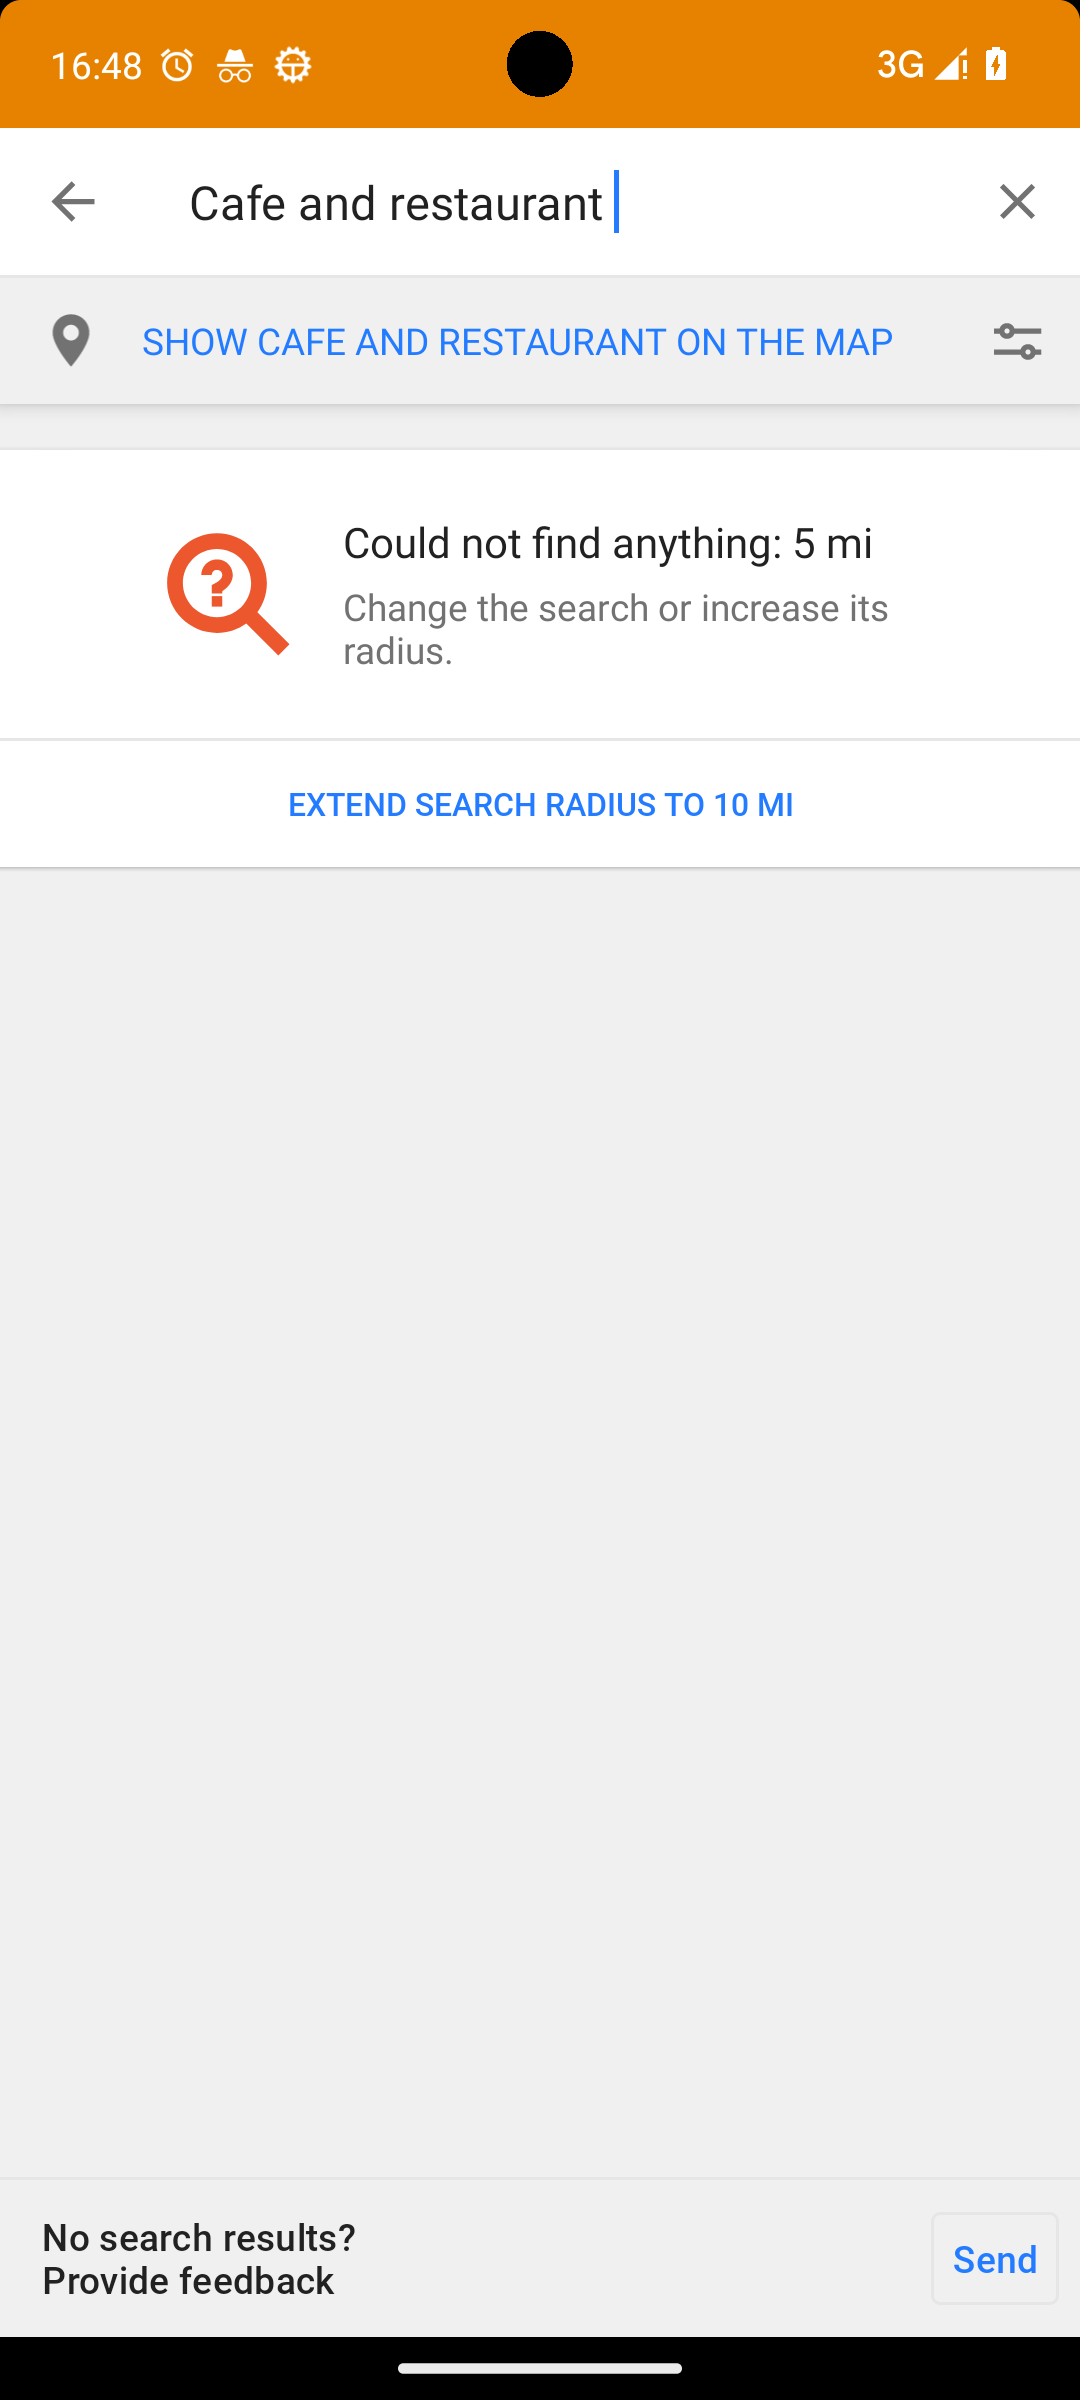 16:48
3G
Cafe and restaurant
SHOW CAFE AND RESTAURANT ON THE MAP
Could not find anything: 5 mi
Change the search or increase its
radius.
EXTEND SEARCH RADIUS TO 10 MI
No search results?
Provide feedback
Send